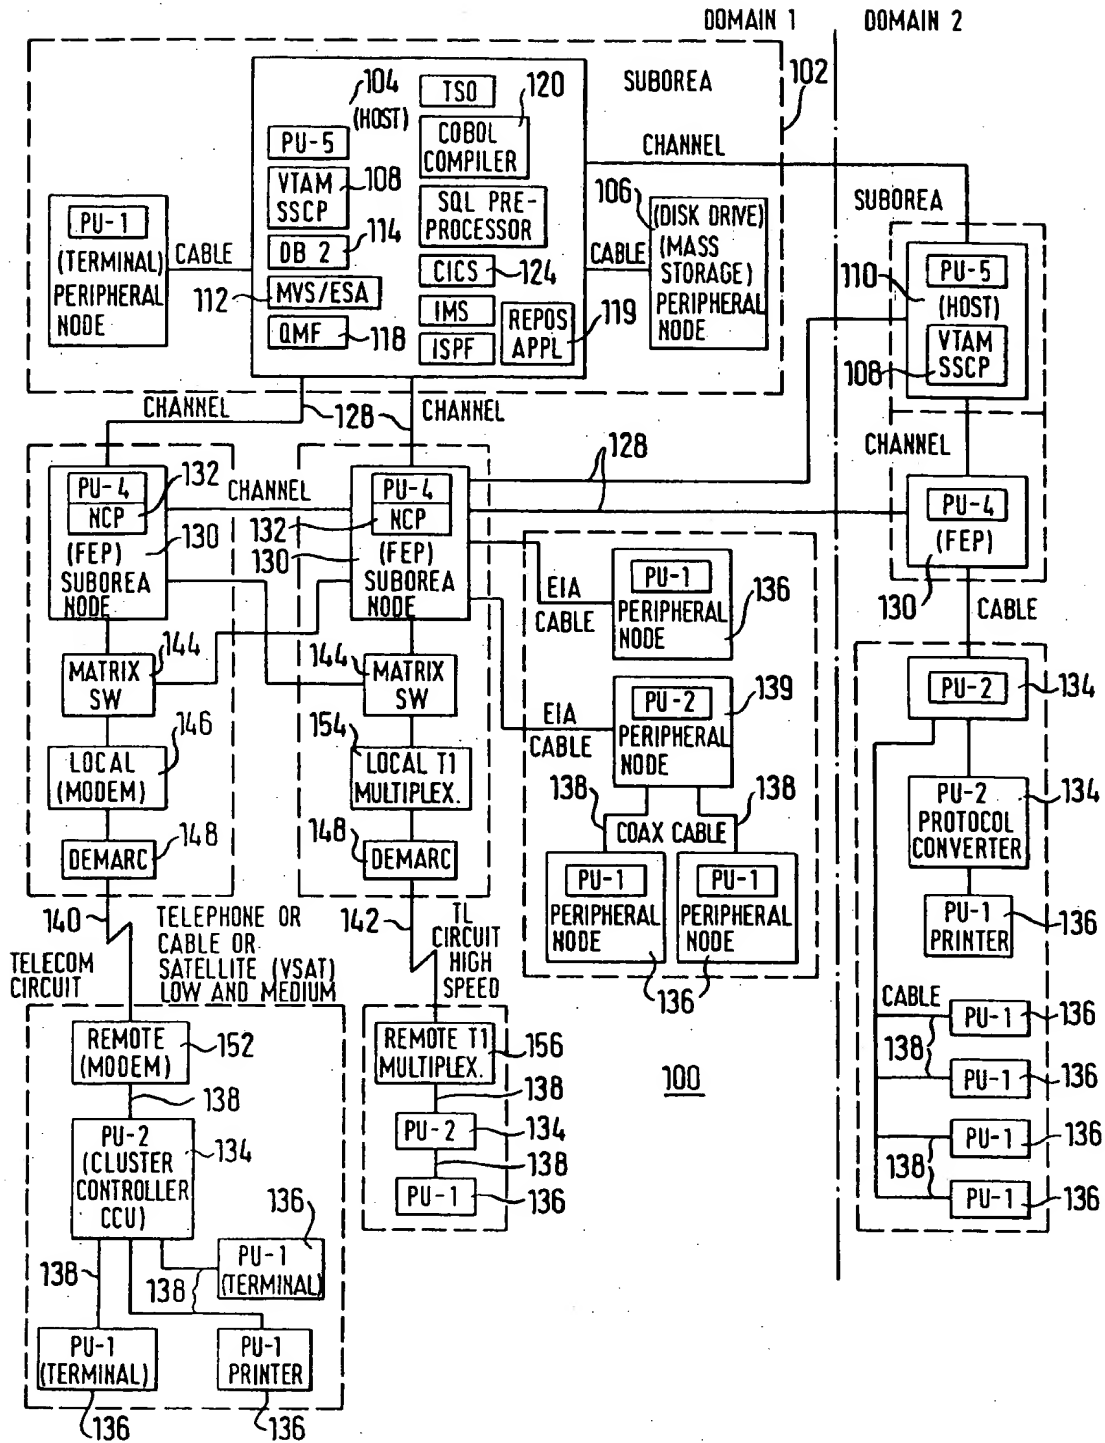 DOMAIN 1
DOMAIN 2
102
SUBOREA
104
(HOST)
TSO
120
COBOL
COMPILER
PU-5
VTAM
SSCP
108
SQL PRE-
PROCESSOR
DB 2
114
CICS
124
112
MVS/ESA
IMS
REPOS
APPL
119
QMF
118
ISPF
PU-1
(TERMINAL)
PERIPHERAL
NODE
CABLE
CABLE
106
(DISK DRIVE)
(MASS
STORAGE)
PERIPHERAL
NODE
CHANNEL
SUBOREA
110
PU-5
(HOST)
VTAM
SSCP
108
CHANNEL
128
CHANNEL
CHANNEL
PU-4
NCP
132
(FEP)
130
SUBOREA
NODE
CHANNEL
PU-4
NCP
132
130
(FEP)
SUBOREA
NODE
128
PU-4
(FEP)
130
CABLE
144
MATRIX
SW
144
MATRIX
SW
146
LOCAL
(MODEM)
154
LOCAL T1
MULTIPLEX.
148
DEMARC
148
DEMARC
EIA
CABLE
PU-1
PERIPHERAL
NODE
136
EIA
CABLE
PU-2
PERIPHERAL
NODE
139
138
138
COAX CABLE
PU-1
PERIPHERAL
NODE
PU-1
PERIPHERAL
NODE
136
PU-2
134
PU-2
PROTOCOL
CONVERTER
134
PU-1
PRINTER
136
CABLE
138
PU-1
136
PU-1
136
138
PU-1
136
PU-1
136
140
TELECOM
CIRCUIT
TELEPHONE OR
CABLE OR
SATELLITE (VSAT)
LOW AND MEDIUM
142
TL
CIRCUIT
HIGH
SPEED
REMOTE
(MODEM)
152
138
PU-2
(CLUSTER
CONTROLLER
CCU)
134
136
PU-1
(TERMINAL)
138
138
PU-1
(TERMINAL)
136
PU-1
PRINTER
136
REMOTE T1
MULTIPLEX.
156
138
PU-2
134
138
PU-1
136
100